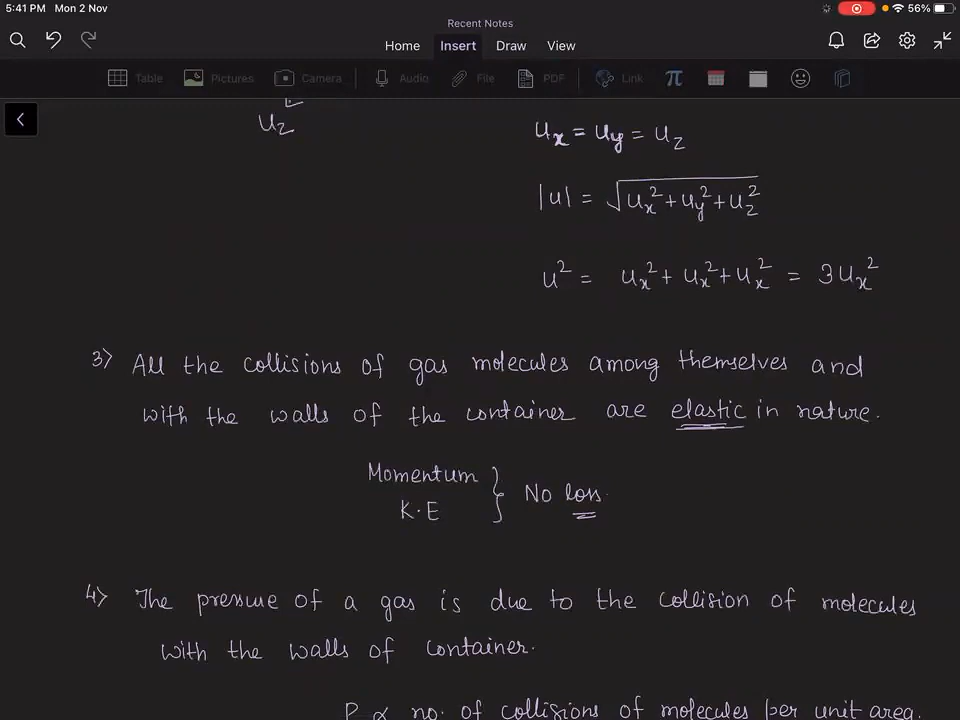 5:41 PM Mon 2 Nov
56%
Recent Notes
Home Insert Draw View
Table Pictures Camera Audio File PDF Link π
u_z
u_x = u_y = u_z
|u| = √(u_x² + u_y² + u_z²)
u² = u_x² + u_x² + u_x² = 3u_x²
3> All the collisions of gas molecules among themselves and
with the walls of the container are elastic in nature.
Momentum
K.E } No loss.
4> The pressure of a gas is due to the collision of molecules
with the walls of container.
P ∝ no. of collisions of molecules per unit area.